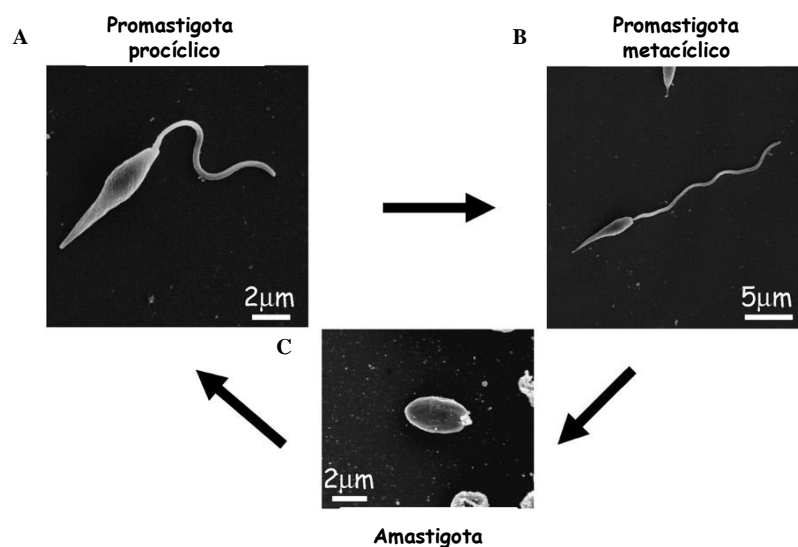 A
Promastigota
procíclico
B
Promastigota
metacíclico
2µm
5µm
C
2µm
Amastigota